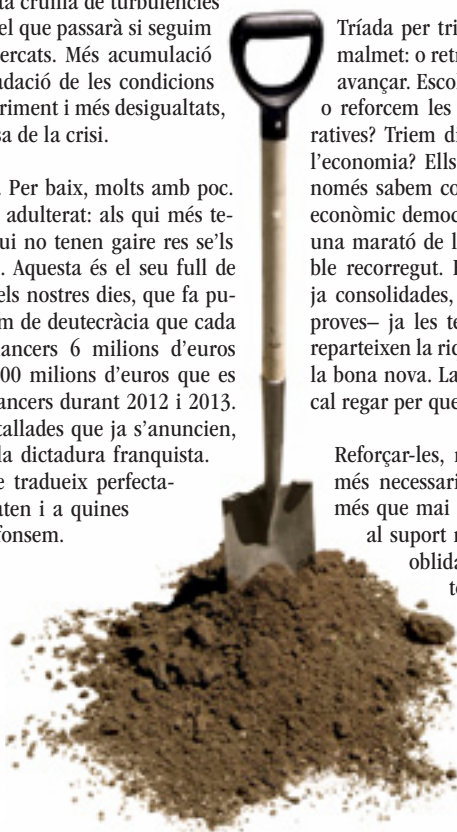 ta cruïlla de turbulències
el que passarà si seguim
ercats. Més acumulació
adació de les condicions
riment i més desigualtats,
sa de la crisi.
. Per baix, molts amb poc.
adulterat: als qui més te-
ui no tenen gaire res se’ls
. Aquesta és el seu full de
els nostres dies, que fa pu-
m de deutecràcia que cada
ancers 6 milions d’euros
00 milions d’euros que es
ancers durant 2012 i 2013.
tallades que ja s’anuncien,
la dictadura franquista.
e tradueix perfecta-
aten i a quines
fonsem.
Tríada per tri
malmet: o retr
avançar. Escol
o reforcem les
ratives? Triem di
l’economia? Ells
només sabem co
econòmic democ
una marató de l
ble recorregut. I
ja consolidades,
proves– ja les te
reparteixen la ric
la bona nova. La
cal regar per que
Reforçar-les, r
més necessari
més que mai
al suport r
oblida
te